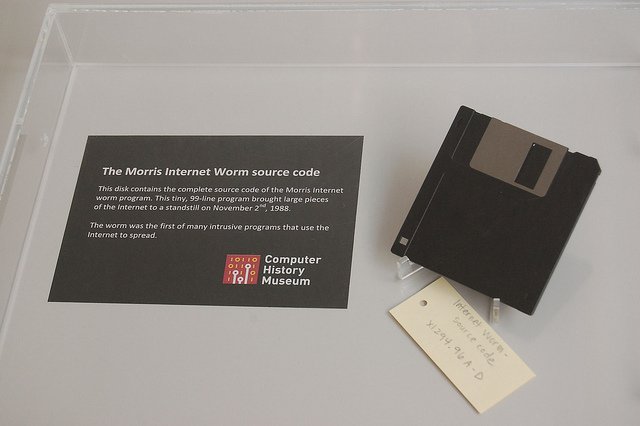 The Morris Internet Worm source code
This disk contains the complete source code of the Morris Internet
worm program. This tiny, 99-line program brought large pieces
of the Internet to a standstill on November 2nd, 1988.
The worm was the first of many intrusive programs that use the
Internet to spread.
Computer
History
Museum
Internet Worm-
source code
X1294.96A-D